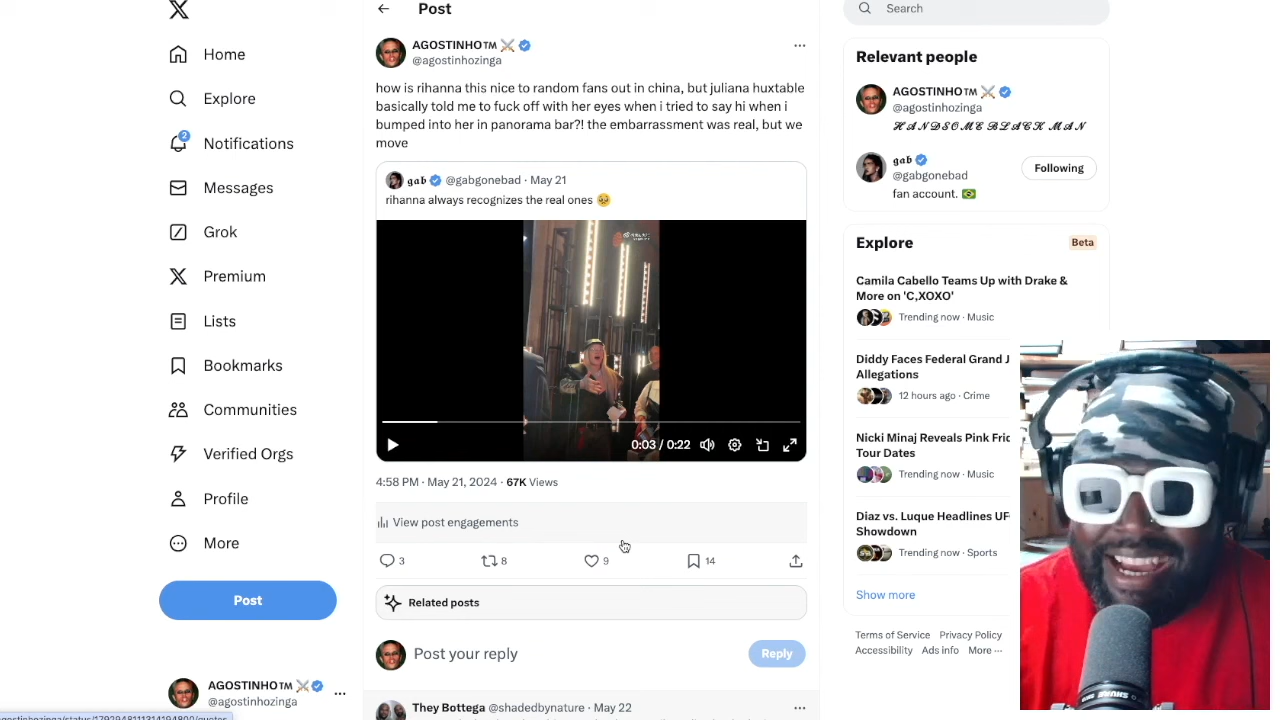 Post
Search
Home
Explore
2
Notifications
Messages
Grok
Premium
Lists
Bookmarks
Communities
Verified Orgs
Profile
More
Post
AGOSTINHO™ ⚔️
@agostinhozinga
AGOSTINHO™ ⚔️
@agostinhozinga
how is rihanna this nice to random fans out in china, but juliana huxtable
basically told me to fuck off with her eyes when i tried to say hi when i
bumped into her in panorama bar?! the embarrassment was real, but we
move
𝖌𝖆𝖇 @gabgonebad · May 21
rihanna always recognizes the real ones 🥹
0:03 / 0:22
4:58 PM · May 21, 2024 · 67K Views
View post engagements
3
8
9
14
Related posts
Post your reply
Reply
They Bottega @shadedbynature · May 22
Relevant people
AGOSTINHO™ ⚔️
@agostinhozinga
𝓗𝓐𝓝𝓓𝓢𝓞𝓜𝓔 𝓑𝓛𝓐𝓒𝓚 𝓜𝓐𝓝
𝖌𝖆𝖇
@gabgonebad
Following
fan account. 🇧🇷
Explore
Beta
Camila Cabello Teams Up with Drake &
More on 'C,XOXO'
Trending now · Music
Diddy Faces Federal Grand J
Allegations
12 hours ago · Crime
Nicki Minaj Reveals Pink Fri
Tour Dates
Trending now · Music
Diaz vs. Luque Headlines UF
Showdown
Trending now · Sports
Show more
Terms of Service Privacy Policy
Accessibility Ads info More ···
SHURE